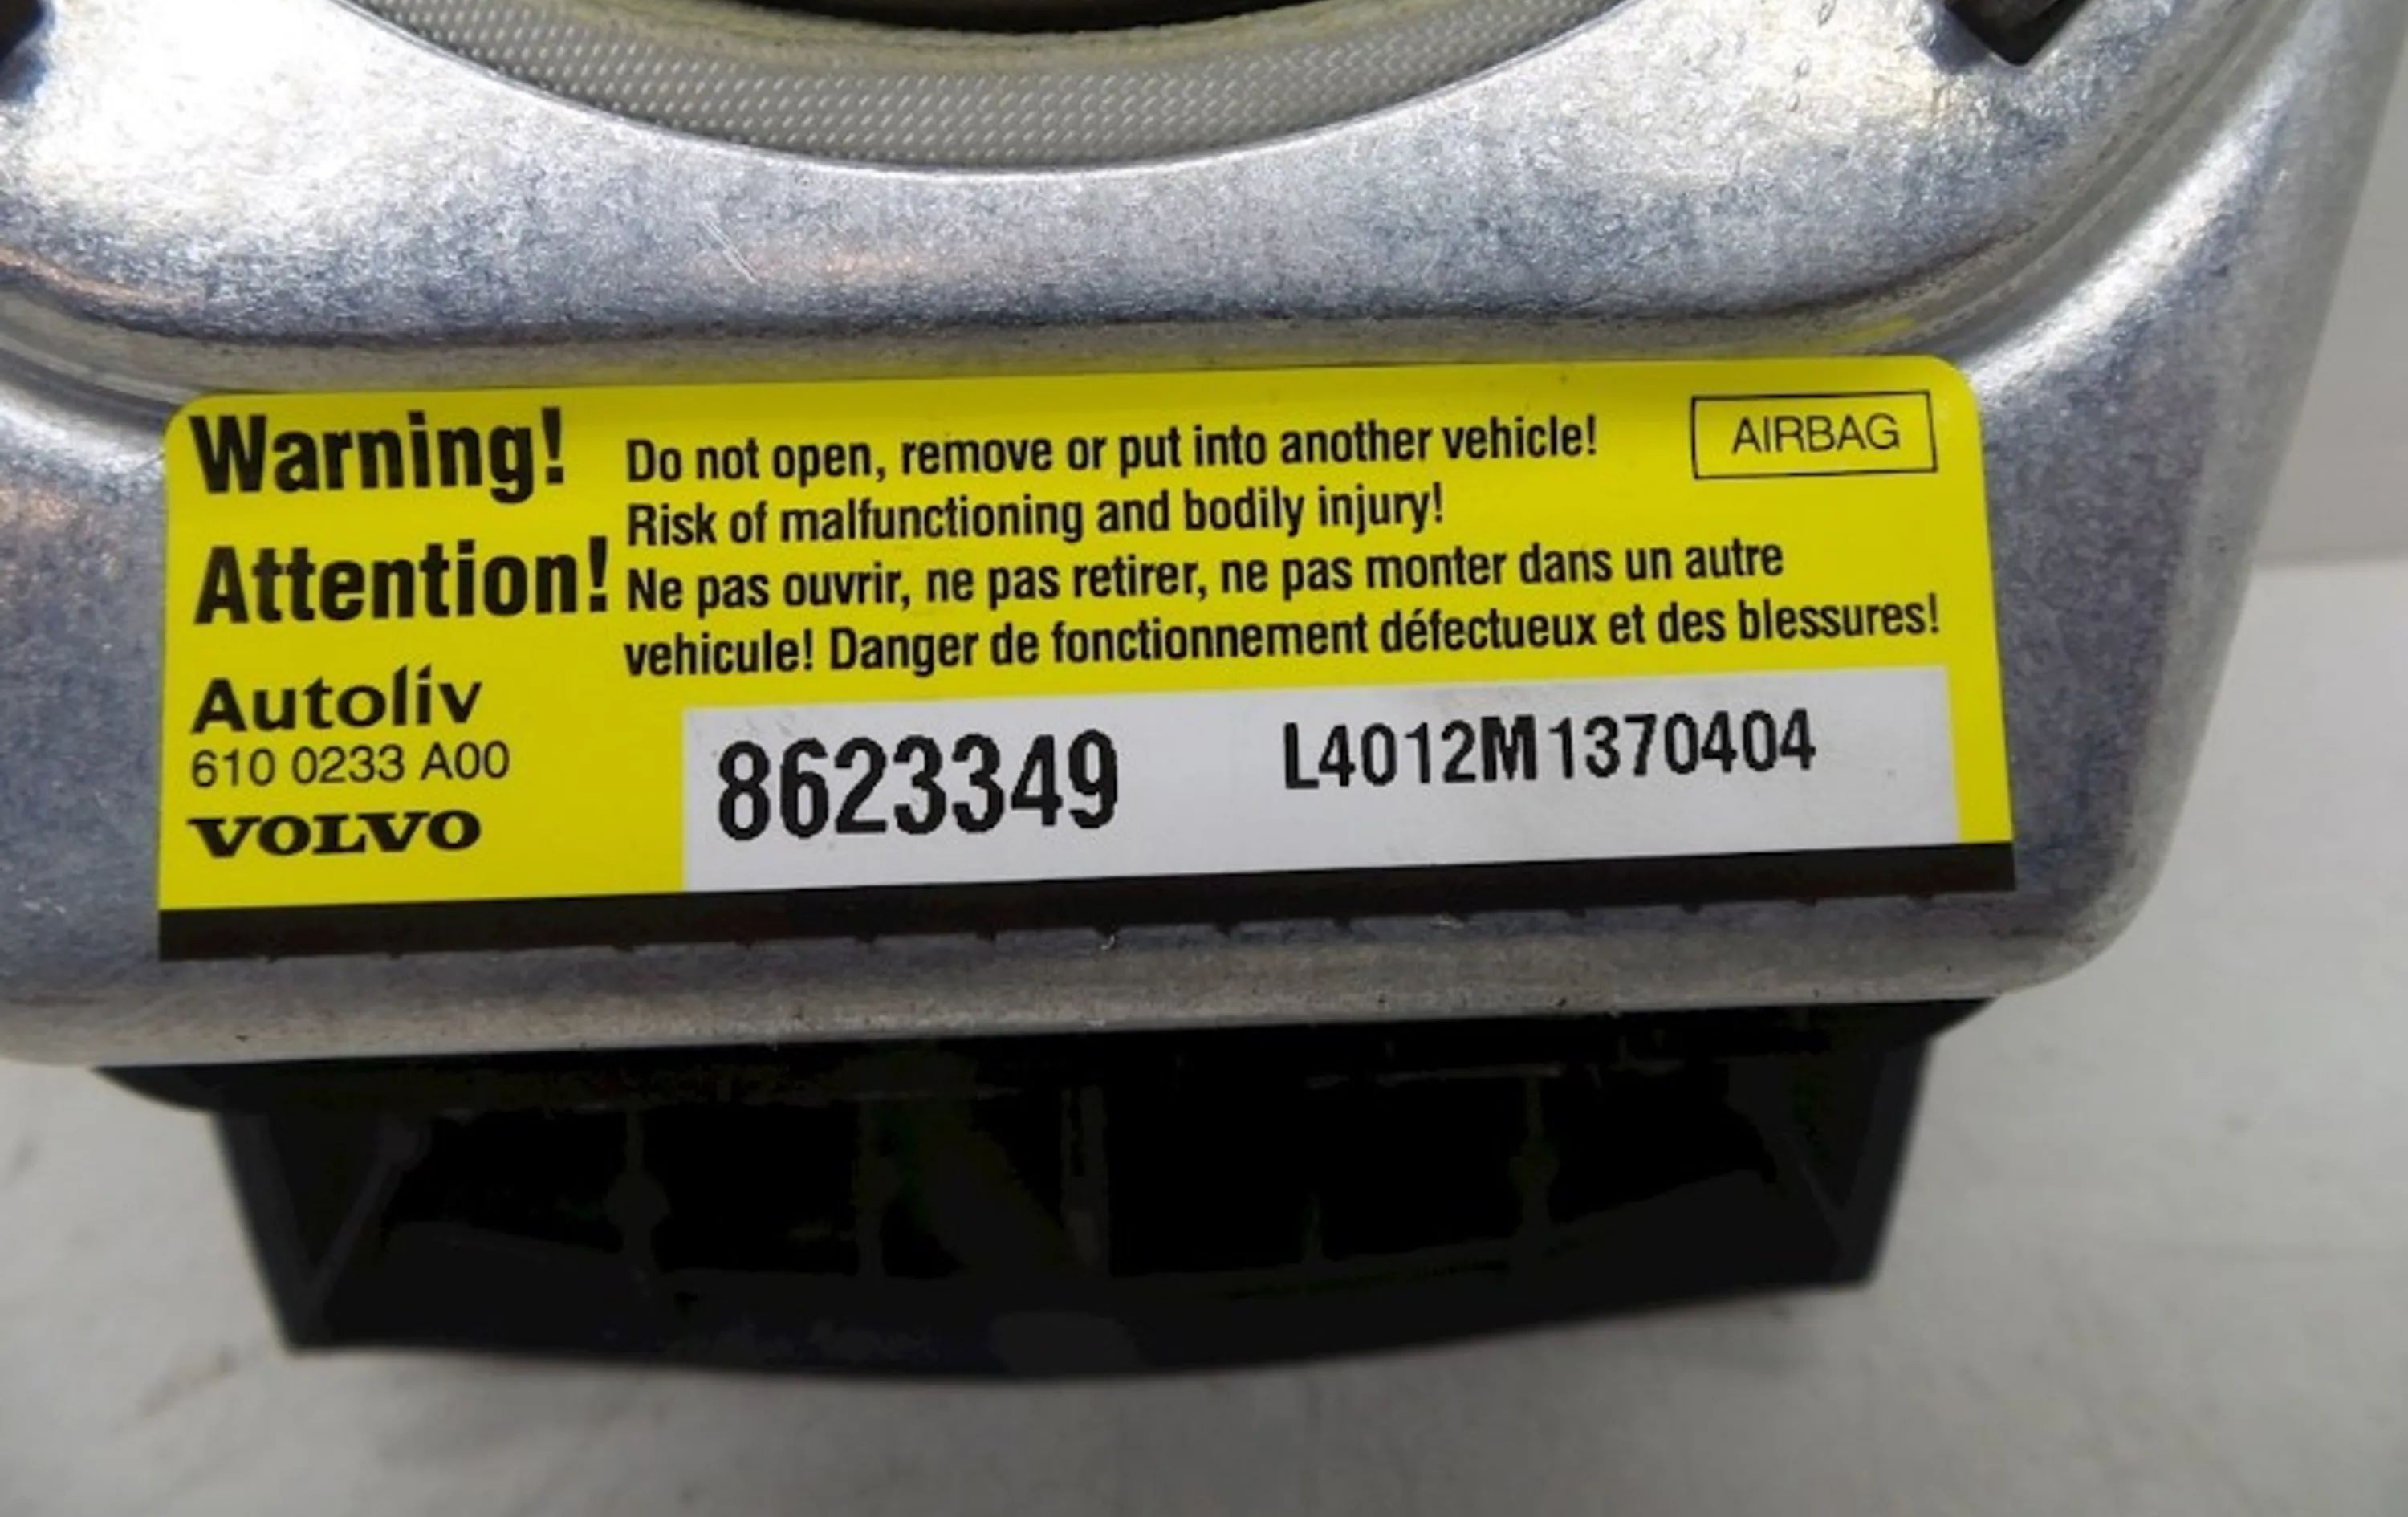 Warning!
Do not open, remove or put into another vehicle!
Risk of malfunctioning and bodily injury!
AIRBAG
Attention!
Ne pas ouvrir, ne pas retirer, ne pas monter dans un autre
vehicule! Danger de fonctionnement défectueux et des blessures!
Autoliv
610 0233 A00
VOLVO
8623349
L4012M1370404